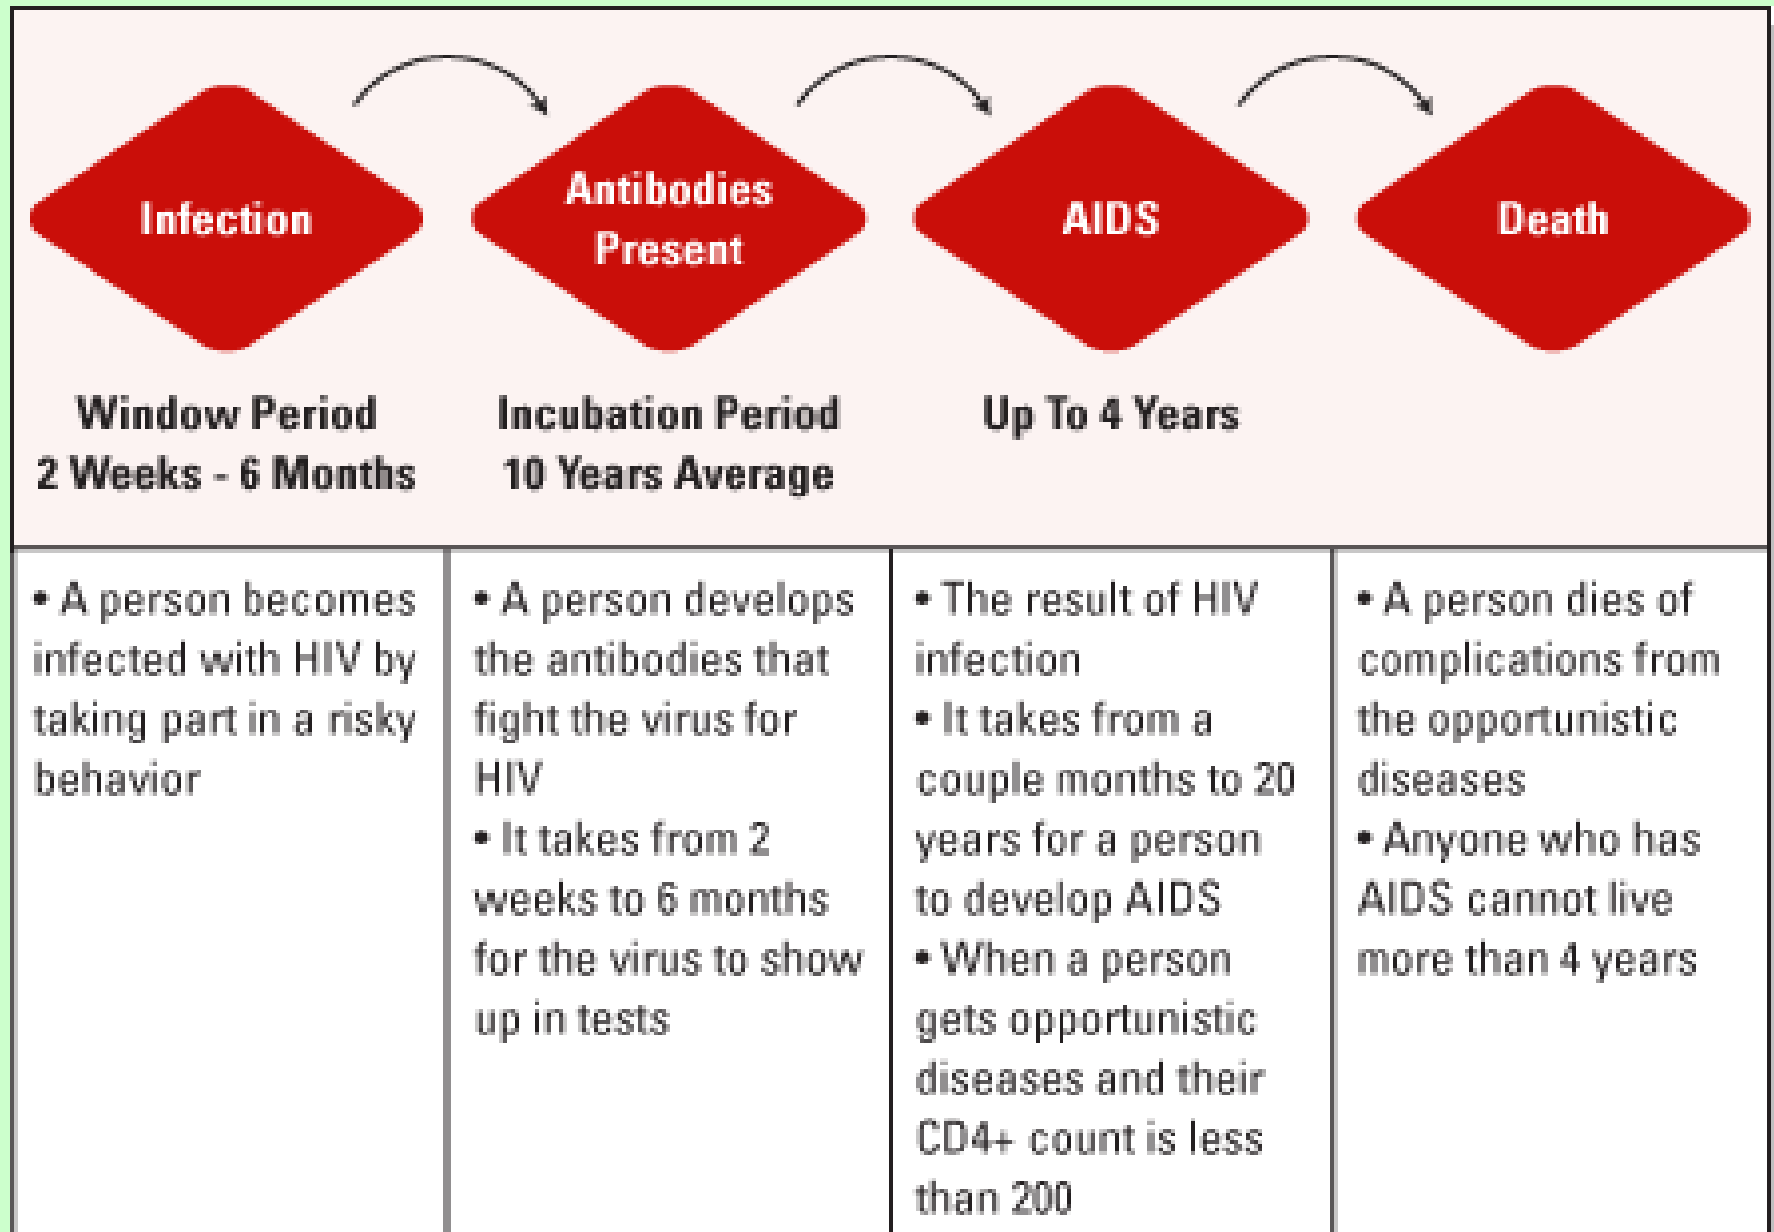 Infection
Antibodies
Present
AIDS
Death
Window Period
2 Weeks - 6 Months
Incubation Period
10 Years Average
Up To 4 Years
• A person becomes
infected with HIV by
taking part in a risky
behavior
• A person develops
the antibodies that
fight the virus for
HIV
• It takes from 2
weeks to 6 months
for the virus to show
up in tests
• The result of HIV
infection
• It takes from a
couple months to 20
years for a person
to develop AIDS
• When a person
gets opportunistic
diseases and their
CD4+ count is less
than 200
• A person dies of
complications from
the opportunistic
diseases
• Anyone who has
AIDS cannot live
more than 4 years